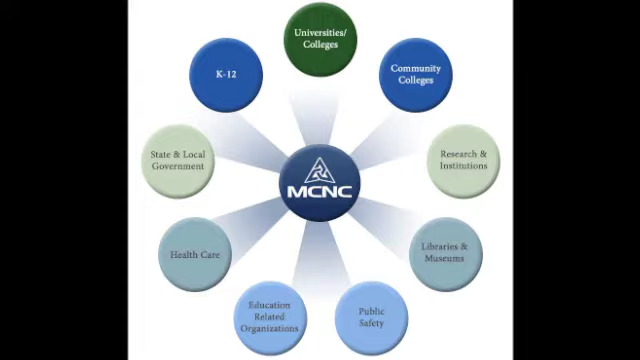 Universities/
Colleges
K-12
Community
Colleges
State & Local
Government
Research &
Institutions
MCNC
Health Care
Libraries &
Museums
Education
Related
Organizations
Public
Safety